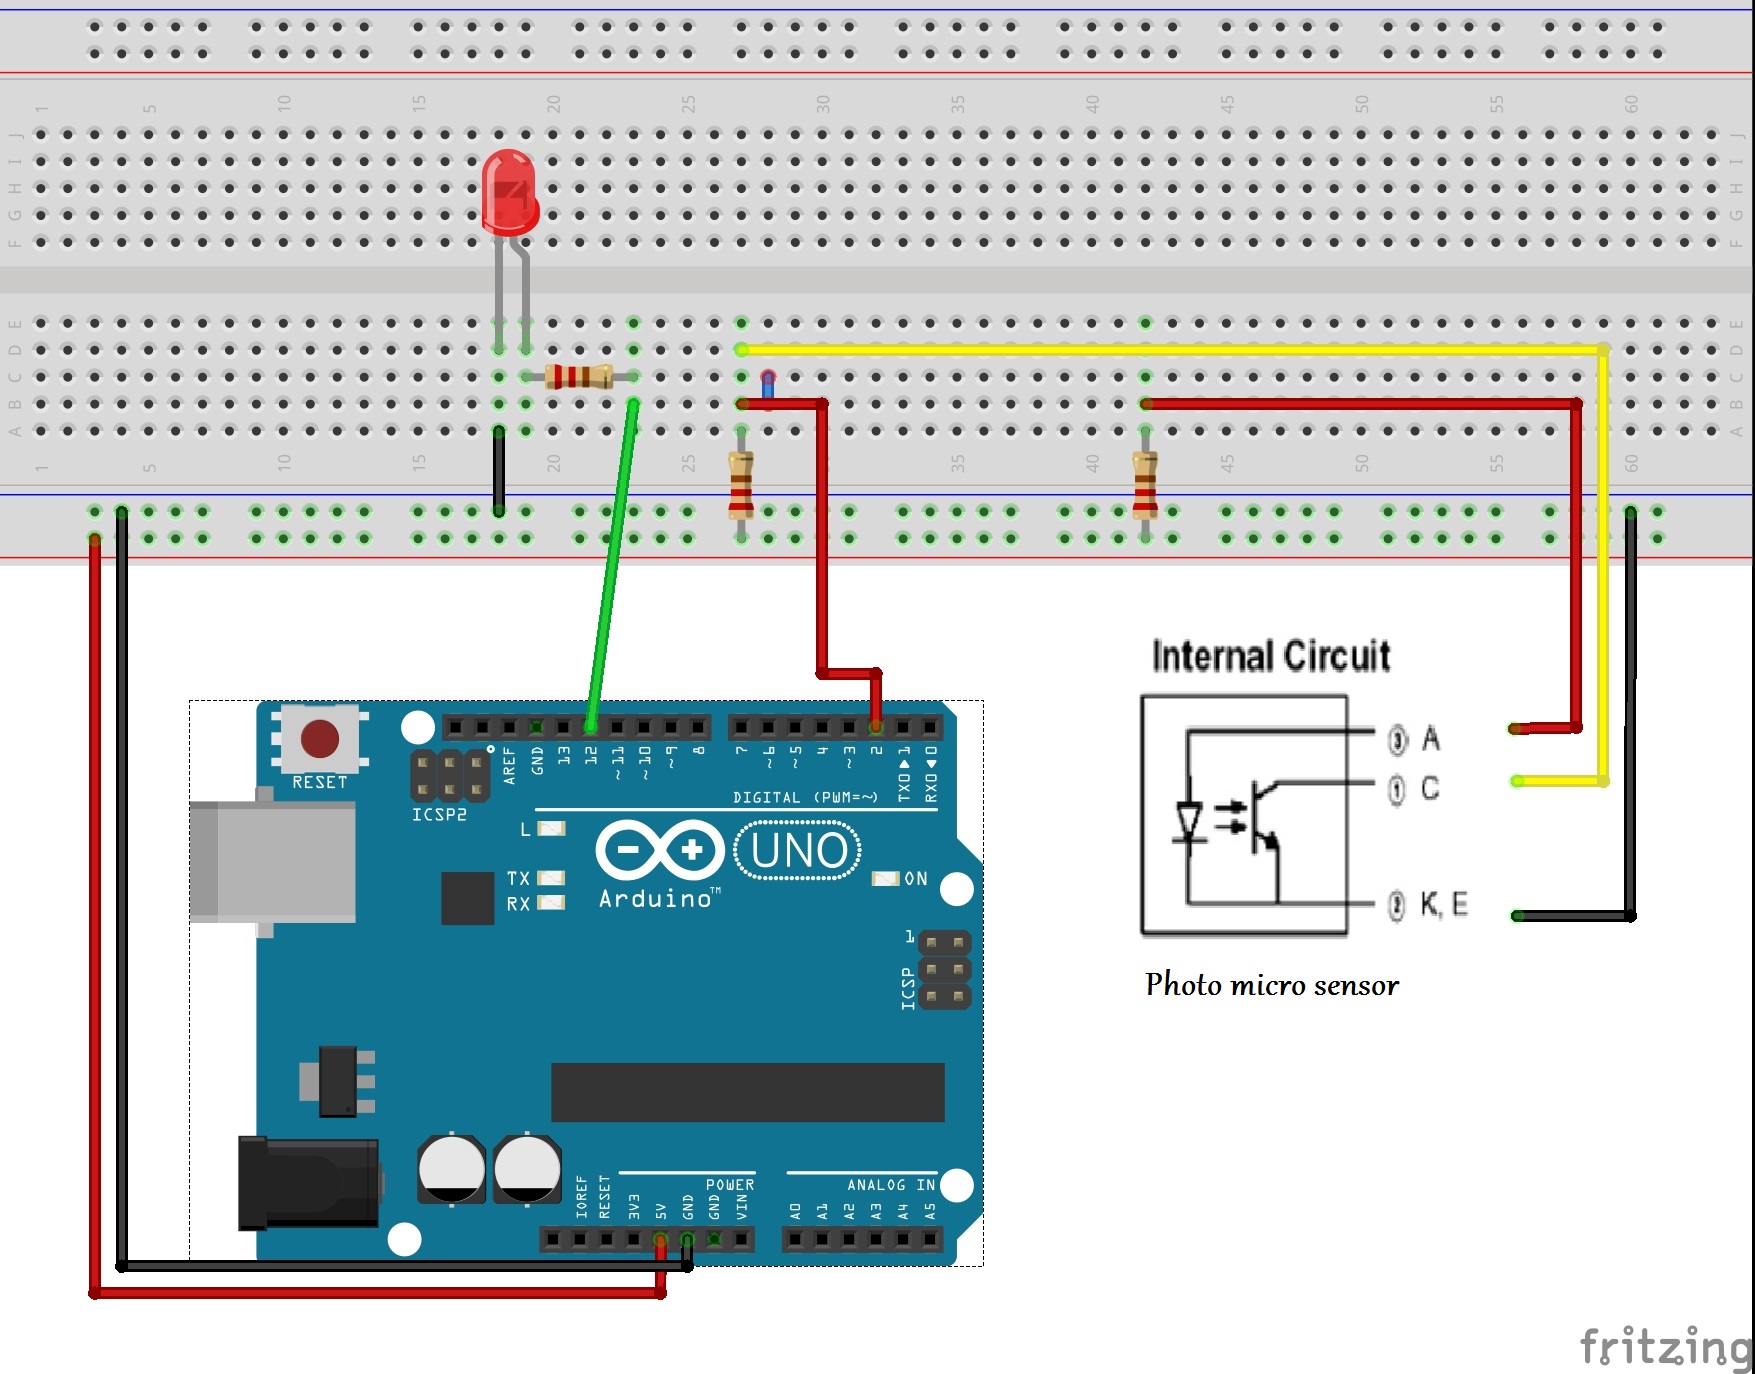 1 5 10 15 20 25 30 35 40 45 50 55 60
J J
I I
H H
G G
F F
E E
D D
C C
B B
A A
1 5 10 15 20 25 30 35 40 45 50 55 60
Internal Circuit
3 A
1 C
2 K, E
Photo micro sensor
RESET
ICSP2
AREF GND 13 12 ~11 ~10 ~9 8 7 ~6 ~5 4 ~3 2 TX0▶1 RX0◀0
DIGITAL (PWM=~)
L
TX
RX
UNO
ON
Arduino™
1
ICSP
POWER
ANALOG IN
IOREF RESET 3V3 5V GND GND VIN A0 A1 A2 A3 A4 A5
fritzing